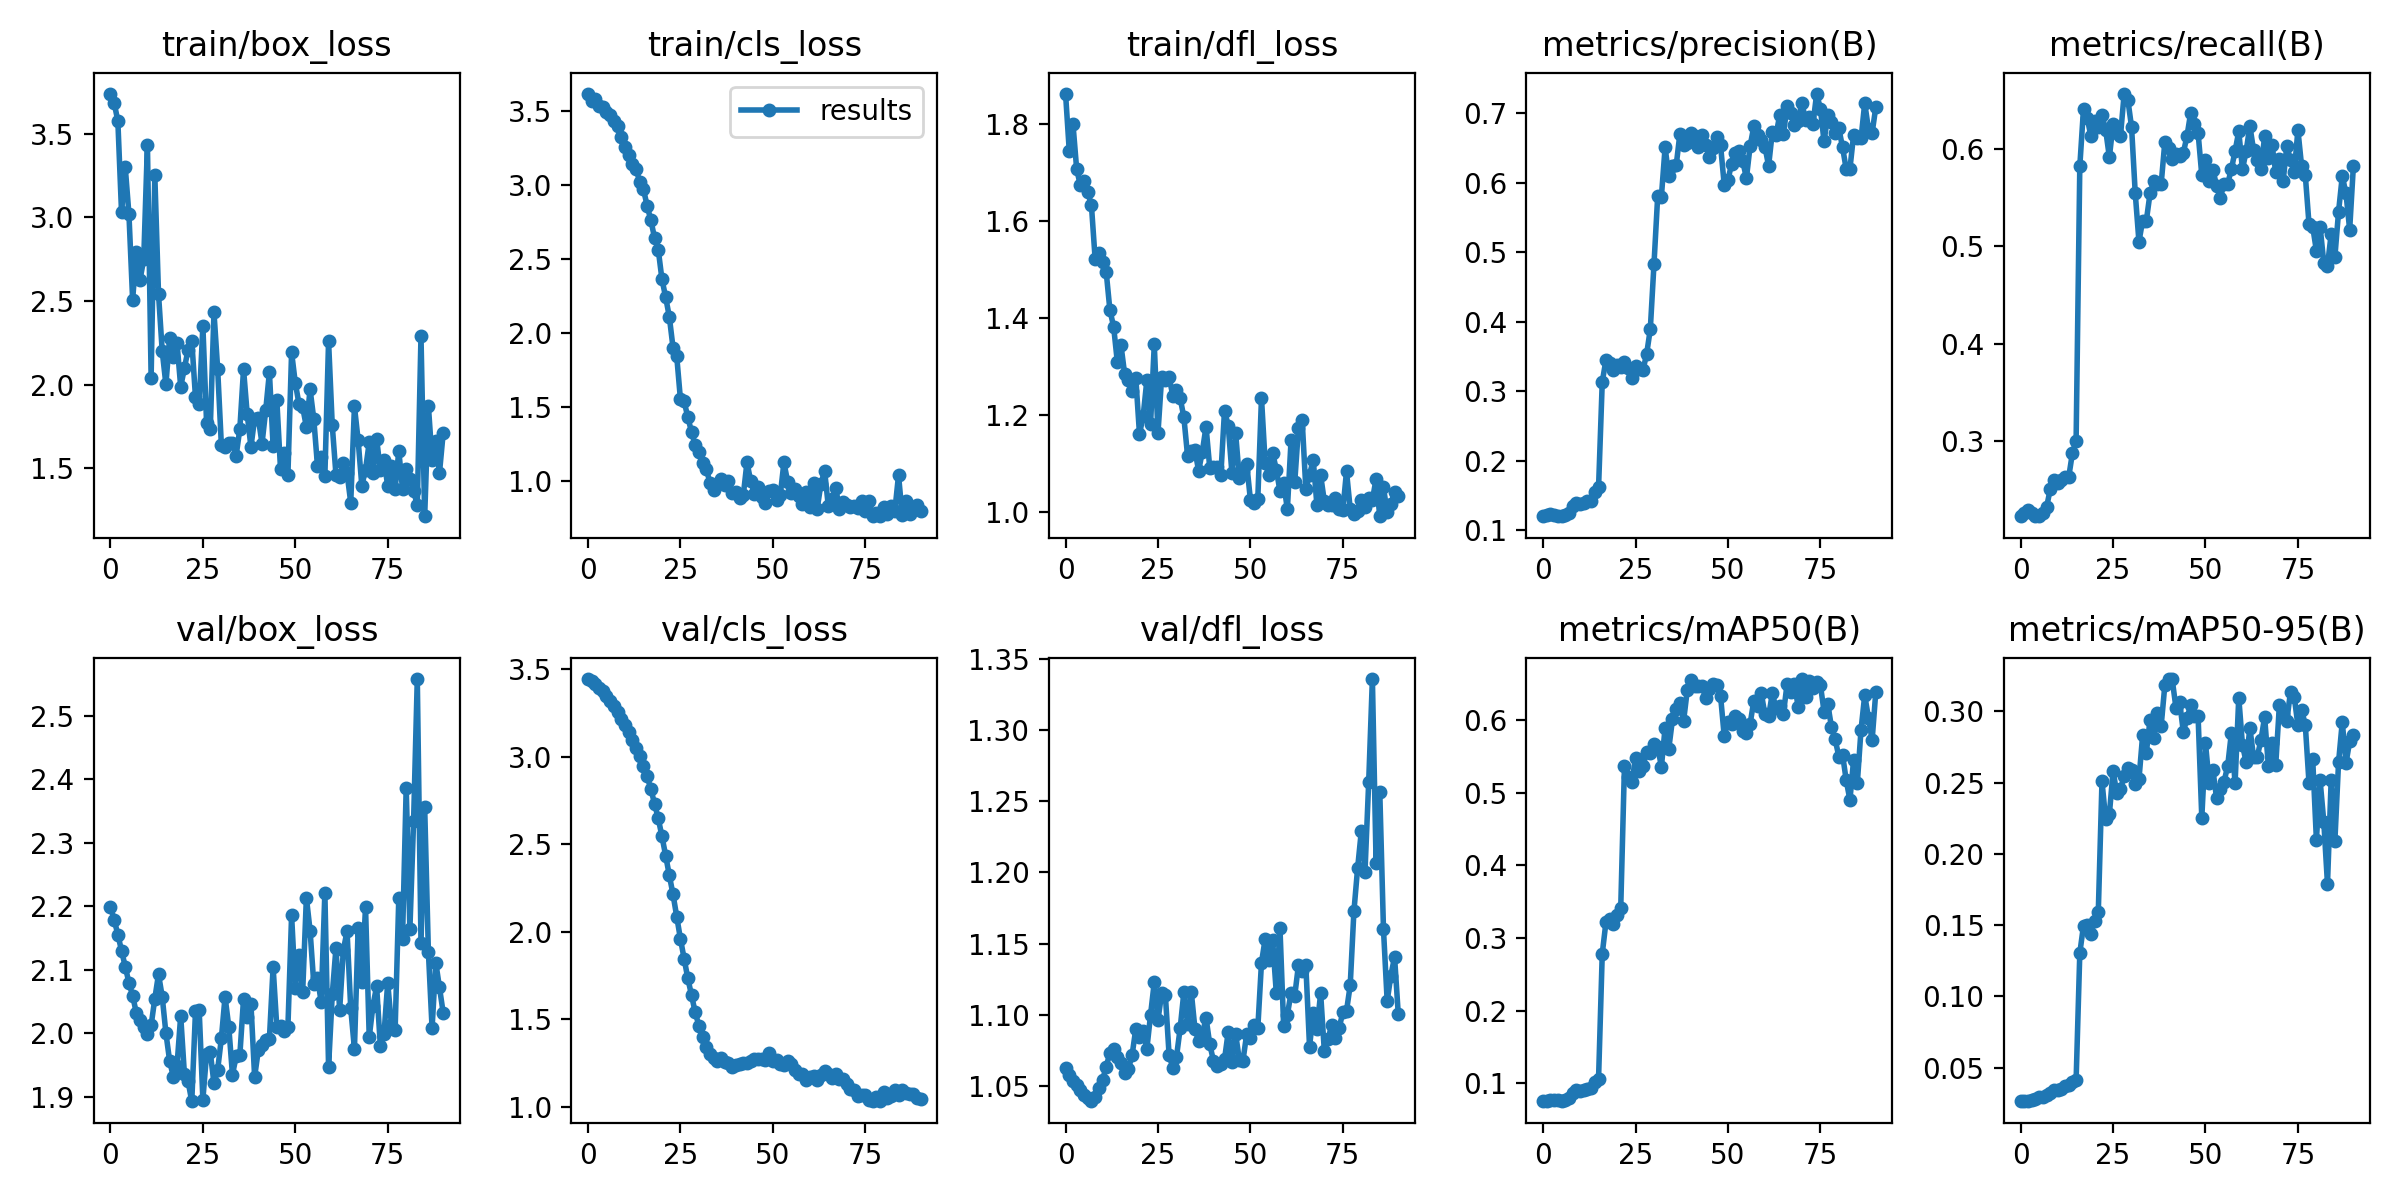 train/box_loss
3.5
3.0
2.5
2.0
1.5
0 25 50 75
train/cls_loss
results
3.5
3.0
2.5
2.0
1.5
1.0
0 25 50 75
train/dfl_loss
1.8
1.6
1.4
1.2
1.0
0 25 50 75
metrics/precision(B)
0.7
0.6
0.5
0.4
0.3
0.2
0.1
0 25 50 75
metrics/recall(B)
0.6
0.5
0.4
0.3
0 25 50 75
val/box_loss
2.5
2.4
2.3
2.2
2.1
2.0
1.9
0 25 50 75
val/cls_loss
3.5
3.0
2.5
2.0
1.5
1.0
0 25 50 75
val/dfl_loss
1.35
1.30
1.25
1.20
1.15
1.10
1.05
0 25 50 75
metrics/mAP50(B)
0.6
0.5
0.4
0.3
0.2
0.1
0 25 50 75
metrics/mAP50-95(B)
0.30
0.25
0.20
0.15
0.10
0.05
0 25 50 75